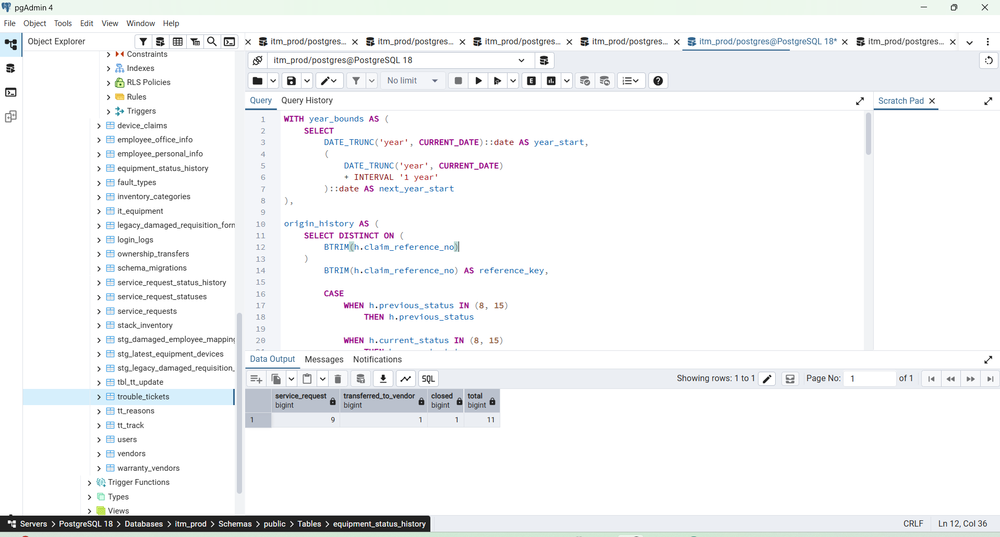 pgAdmin 4
File Object Tools Edit View Window Help
Object Explorer
Constraints
Indexes
RLS Policies
Rules
Triggers
device_claims
employee_office_info
employee_personal_info
equipment_status_history
fault_types
inventory_categories
it_equipment
legacy_damaged_requisition_forn
login_logs
ownership_transfers
schema_migrations
service_request_status_history
service_request_statuses
service_requests
stack_inventory
stg_damaged_employee_mapping
stg_latest_equipment_devices
stg_legacy_damaged_requisition_
tbl_tt_update
trouble_tickets
tt_reasons
tt_track
users
vendors
warranty_vendors
Trigger Functions
Types
Views
itm_prod/postgres... itm_prod/postgres... itm_prod/postgres... itm_prod/postgres... itm_prod/postgres@PostgreSQL 18* itm_prod/postgres...
itm_prod/postgres@PostgreSQL 18
No limit
E
Query Query History
Scratch Pad
1 WITH year_bounds AS (
2 SELECT
3 DATE_TRUNC('year', CURRENT_DATE)::date AS year_start,
4 (
5 DATE_TRUNC('year', CURRENT_DATE)
6 + INTERVAL '1 year'
7 )::date AS next_year_start
8 ),
9
10 origin_history AS (
11 SELECT DISTINCT ON (
12 BTRIM(h.claim_reference_no)
13 )
14 BTRIM(h.claim_reference_no) AS reference_key,
15
16 CASE
17 WHEN h.previous_status IN (8, 15)
18 THEN h.previous_status
19
20 WHEN h.current_status IN (8, 15)
Data Output Messages Notifications
SQL
Showing rows: 1 to 1
Page No: 1 of 1
service_request transferred_to_vendor closed total
bigint bigint bigint bigint
1 9 1 1 11
Servers > PostgreSQL 18 > Databases > itm_prod > Schemas > public > Tables > equipment_status_history
CRLF Ln 12, Col 36